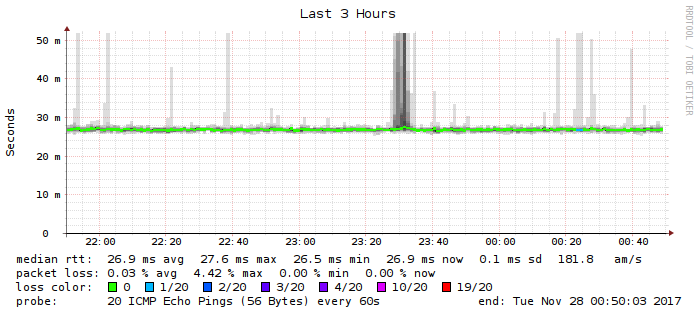 Last 3 Hours
RRDTOOL / TOBI OETIKER
Seconds
50 m
40 m
30 m
20 m
10 m
0
22:00 22:20 22:40 23:00 23:20 23:40 00:00 00:20 00:40
median rtt: 26.9 ms avg 27.6 ms max 26.5 ms min 26.9 ms now 0.1 ms sd 181.8 am/s
packet loss: 0.03 % avg 4.42 % max 0.00 % min 0.00 % now
loss color: 0 1/20 2/20 3/20 4/20 10/20 19/20
probe: 20 ICMP Echo Pings (56 Bytes) every 60s end: Tue Nov 28 00:50:03 2017